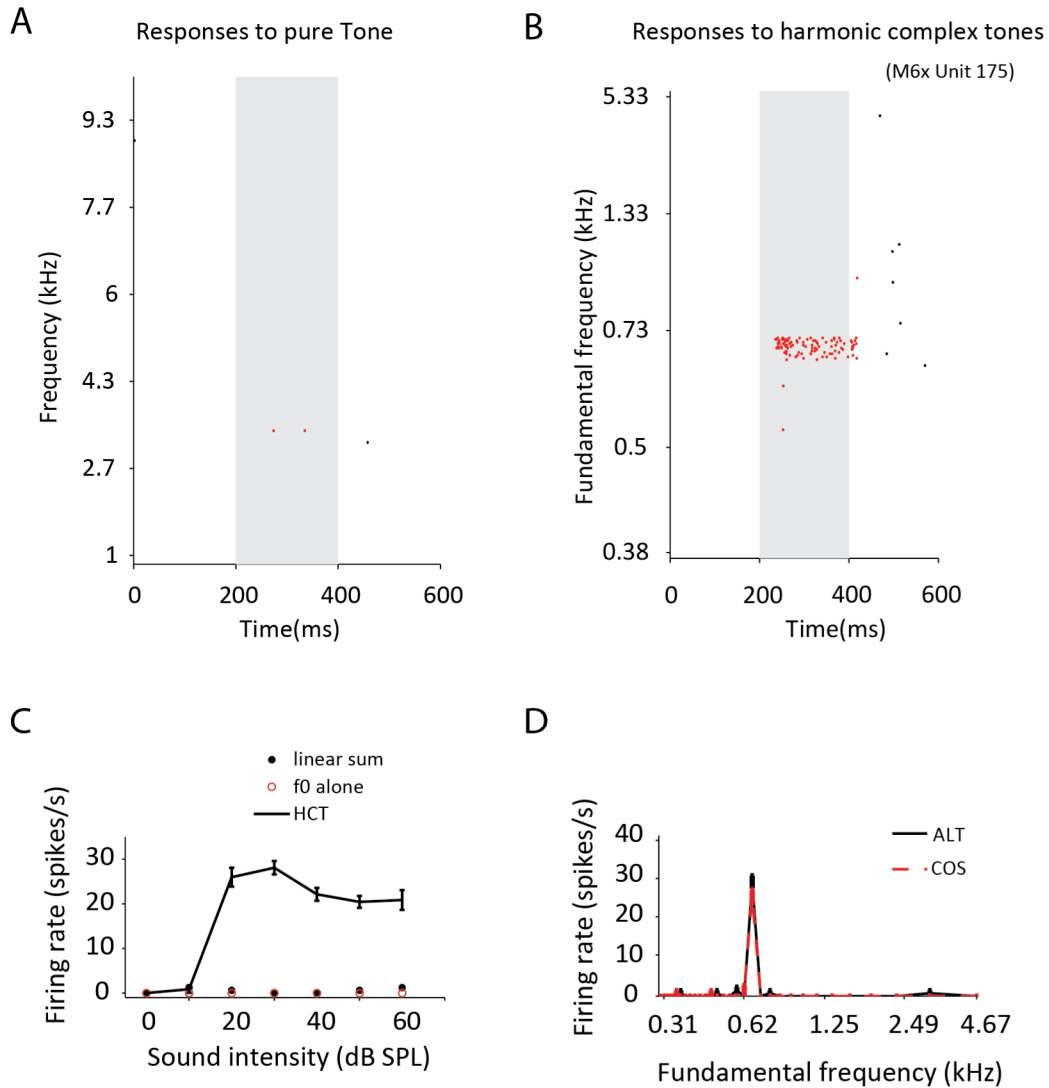 A
Responses to pure Tone
Frequency (kHz)
9.3
7.7
6
4.3
2.7
1
0
200
400
600
Time(ms)
B
Responses to harmonic complex tones
(M6x Unit 175)
Fundamental frequency (kHz)
5.33
1.33
0.73
0.5
0.38
0
200
400
600
Time(ms)
C
linear sum
f0 alone
HCT
Firing rate (spikes/s)
30
20
10
0
0
20
40
60
Sound intensity (dB SPL)
D
ALT
COS
Firing rate (spikes/s)
40
30
20
10
0
0.31
0.62
1.25
2.49
4.67
Fundamental frequency (kHz)